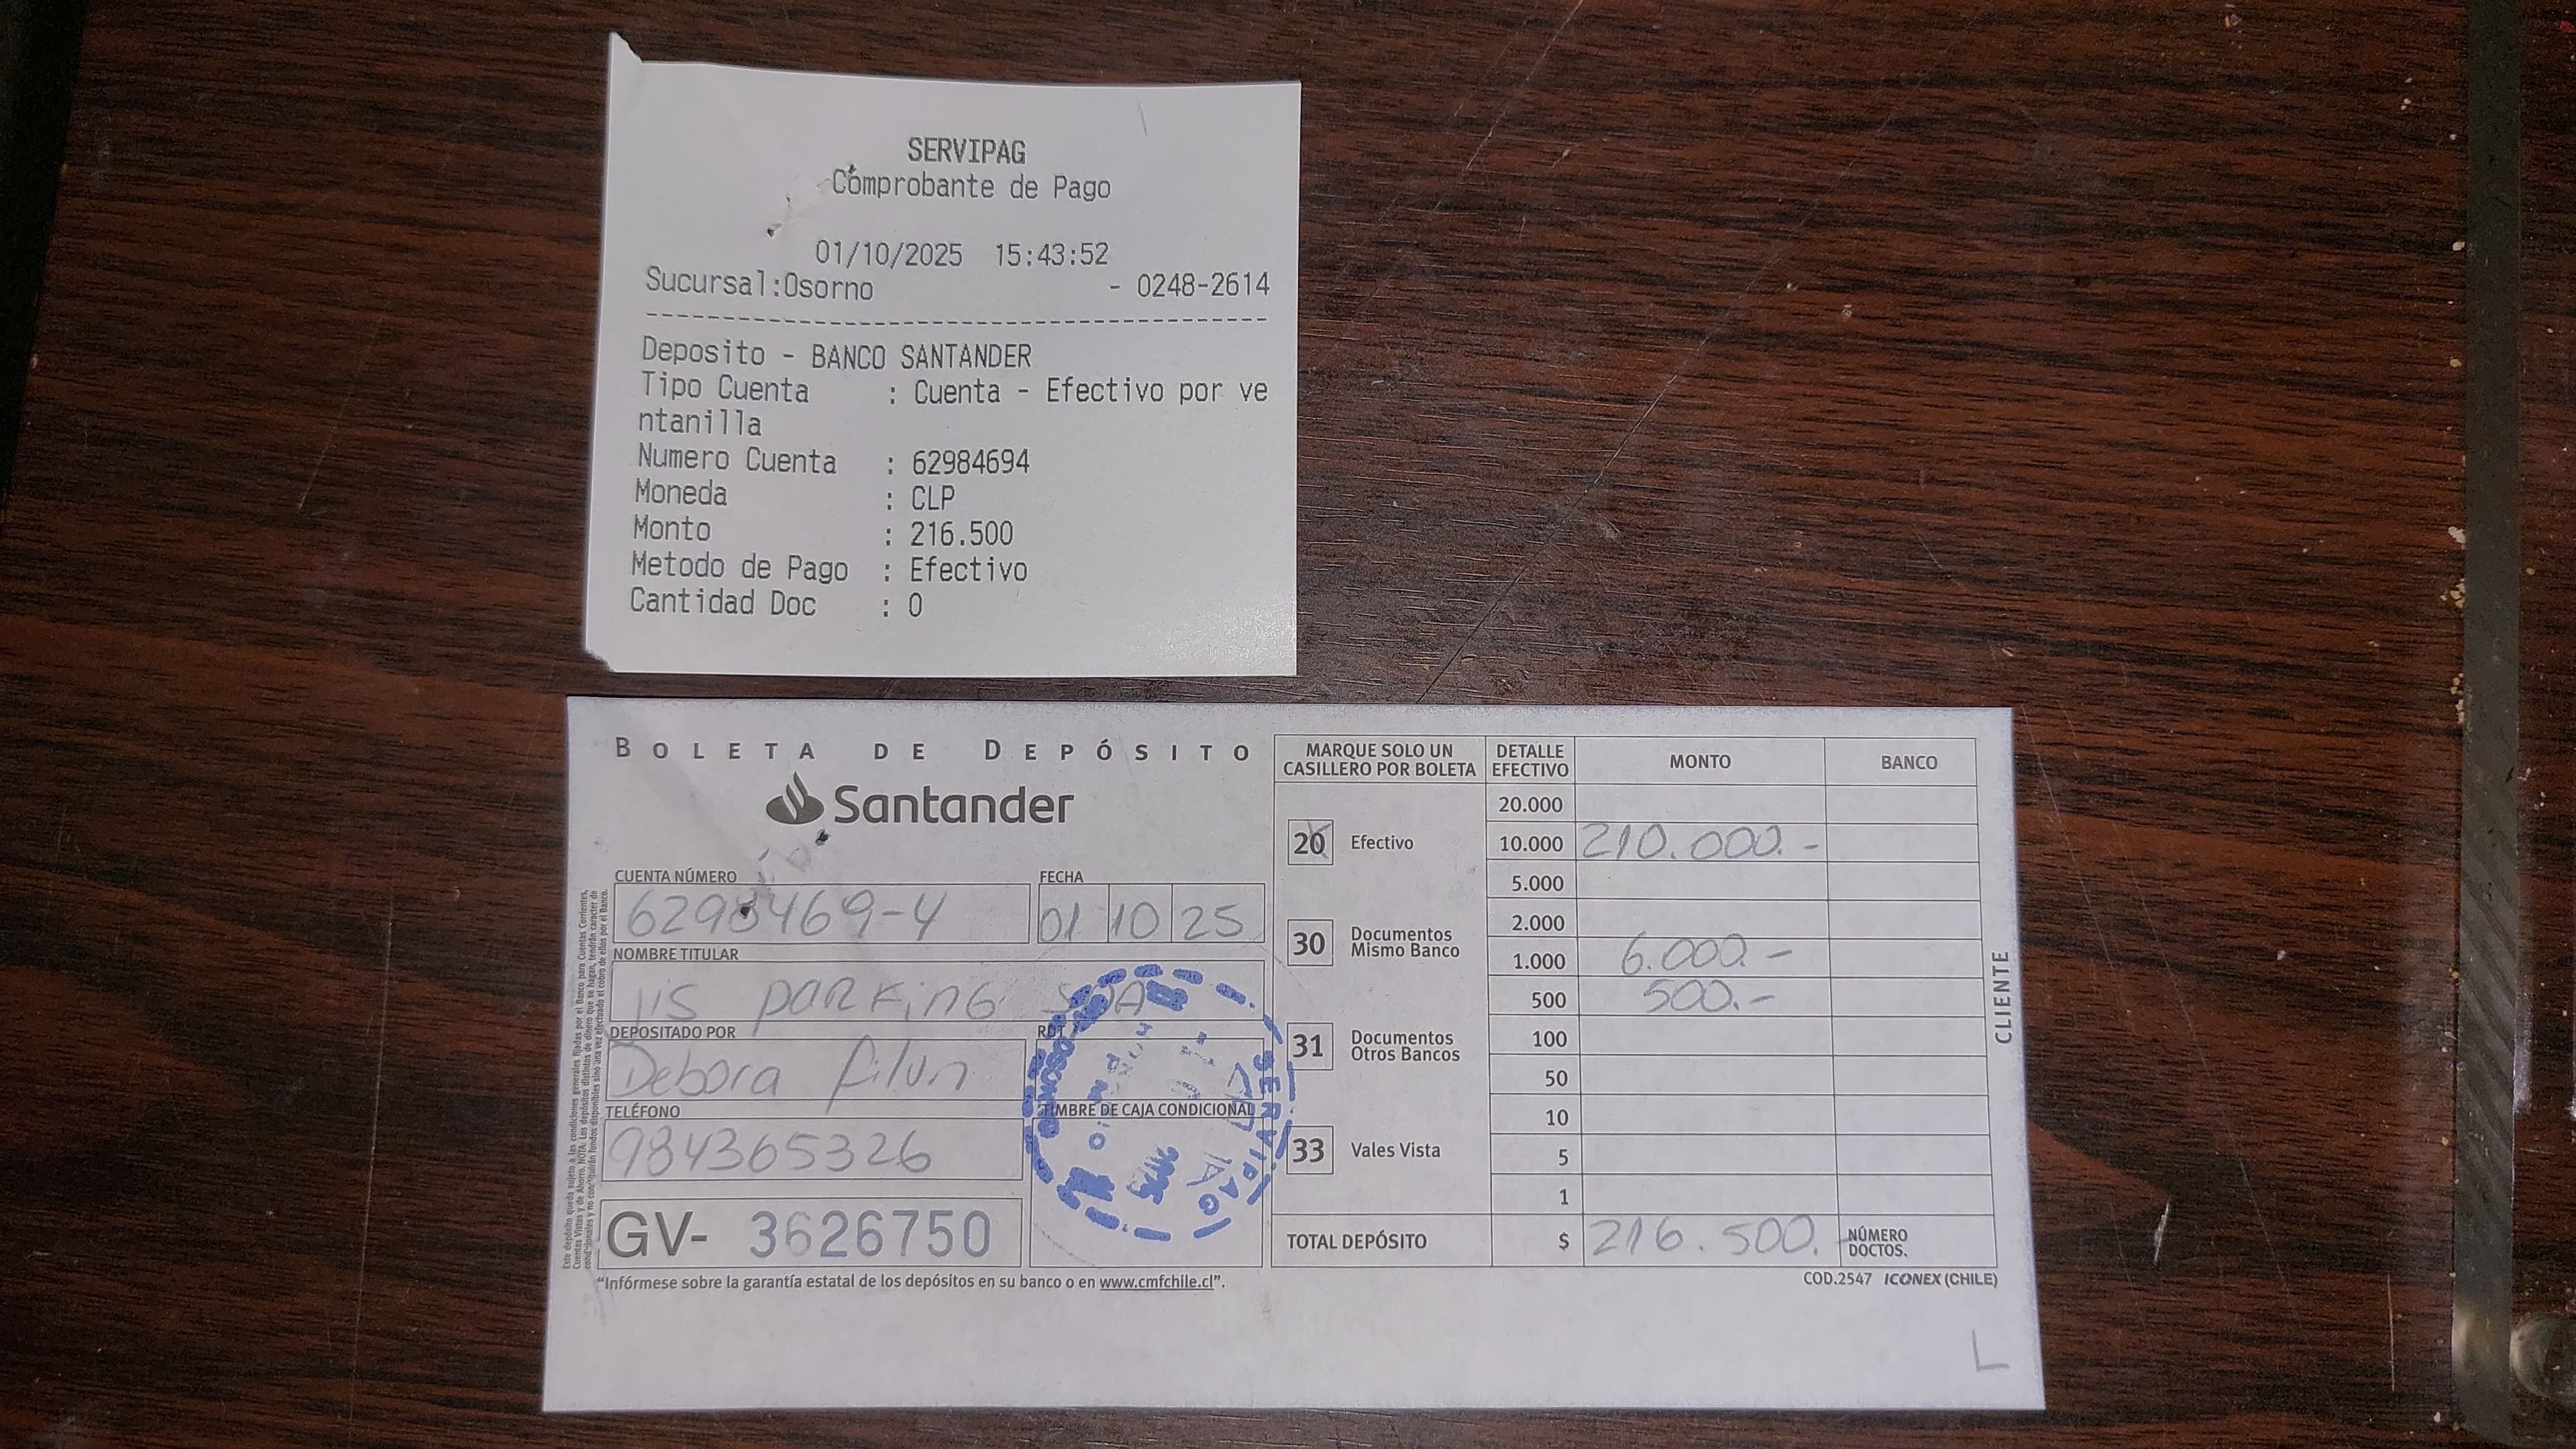 SERVIPAG
Comprobante de Pago
01/10/2025 15:43:52
Sucursal:Osorno - 0248-2614
Deposito - BANCO SANTANDER
Tipo Cuenta : Cuenta - Efectivo por ve
ntanilla
Numero Cuenta : 62984694
Moneda : CLP
Monto : 216.500
Metodo de Pago : Efectivo
Cantidad Doc : 0
BOLETA DE DEPÓSITO
Santander
CUENTA NÚMERO
6298469-4
FECHA
01 10 25
NOMBRE TITULAR
JJS PARKING SPA
DEPOSITADO POR
Debora filun
RUT
TELÉFONO
984365326
TIMBRE DE CAJA CONDICIONAL
SERVIPAG
OSORNO
GV- 3626750
"Infórmese sobre la garantía estatal de los depósitos en su banco o en www.cmfchile.cl".
MARQUE SOLO UN
CASILLERO POR BOLETA
20 Efectivo
30 Documentos
Mismo Banco
31 Documentos
Otros Bancos
33 Vales Vista
DETALLE
EFECTIVO
MONTO
BANCO
20.000
10.000 210.000.-
5.000
2.000
1.000 6.000.-
500 500.-
100
50
10
5
1
TOTAL DEPÓSITO $ 216.500.-
NÚMERO
DOCTOS.
CLIENTE
COD.2547 ICONEX (CHILE)